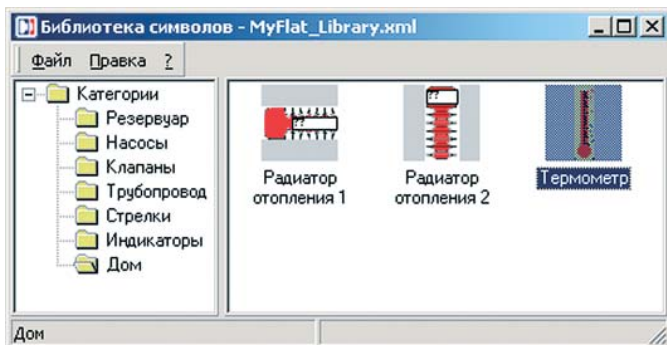 Библиотека символов - MyFlat_Library.xml
Файл Правка ?
Категории
Резервуар
Насосы
Клапаны
Трубопровод
Стрелки
Индикаторы
Дом
??
??
Радиатор
отопления 1
Радиатор
отопления 2
Термометр
Дом